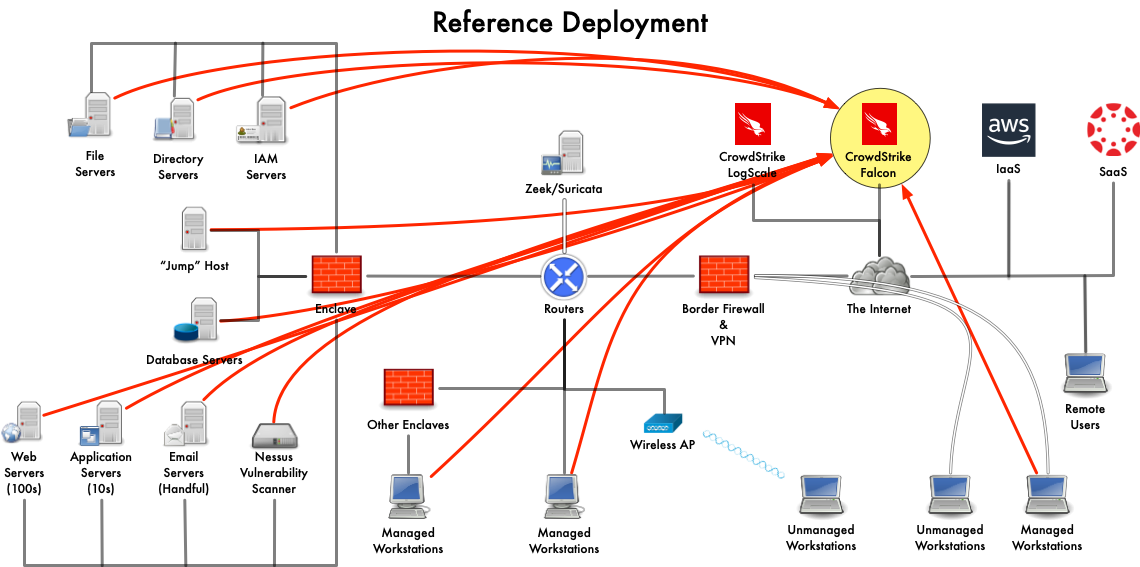 Reference Deployment
File
Servers
Directory
Servers
IAM
Servers
Zeek/Suricata
CrowdStrike
LogScale
CrowdStrike
Falcon
aws
IaaS
SaaS
“Jump” Host
Enclave
Routers
Border Firewall
&
VPN
The Internet
Database Servers
Remote
Users
Other Enclaves
Wireless AP
Web
Servers
(100s)
Application
Servers
(10s)
Email
Servers
(Handful)
Nessus
Vulnerability
Scanner
Managed
Workstations
Managed
Workstations
Unmanaged
Workstations
Unmanaged
Workstations
Managed
Workstations